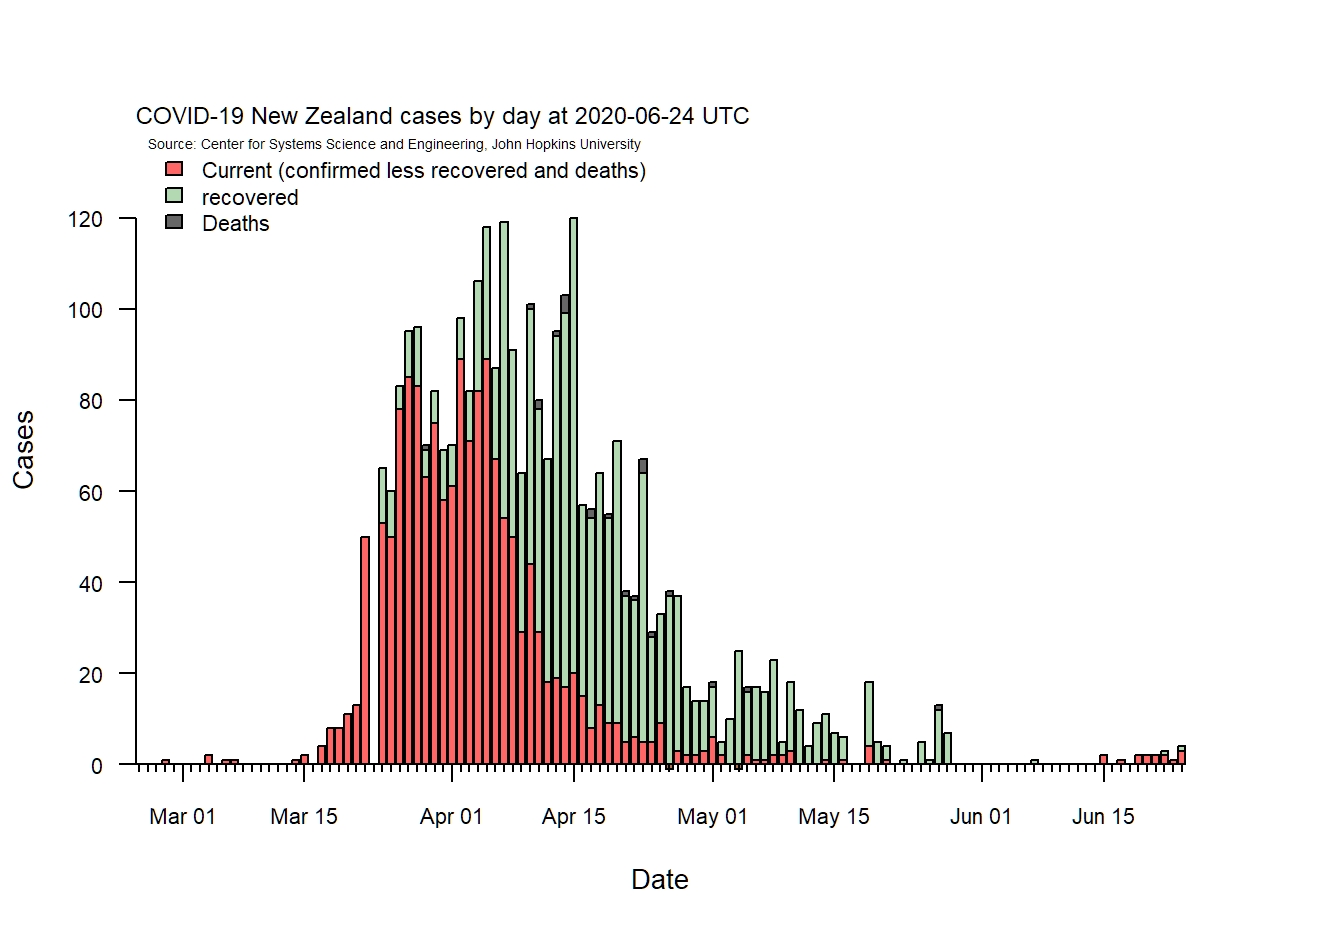 COVID-19 New Zealand cases by day at 2020-06-24 UTC
Source: Center for Systems Science and Engineering, John Hopkins University
Current (confirmed less recovered and deaths)
recovered
Deaths
120
100
80
60
40
20
0
Cases
Mar 01 Mar 15 Apr 01 Apr 15 May 01 May 15 Jun 01 Jun 15
Date